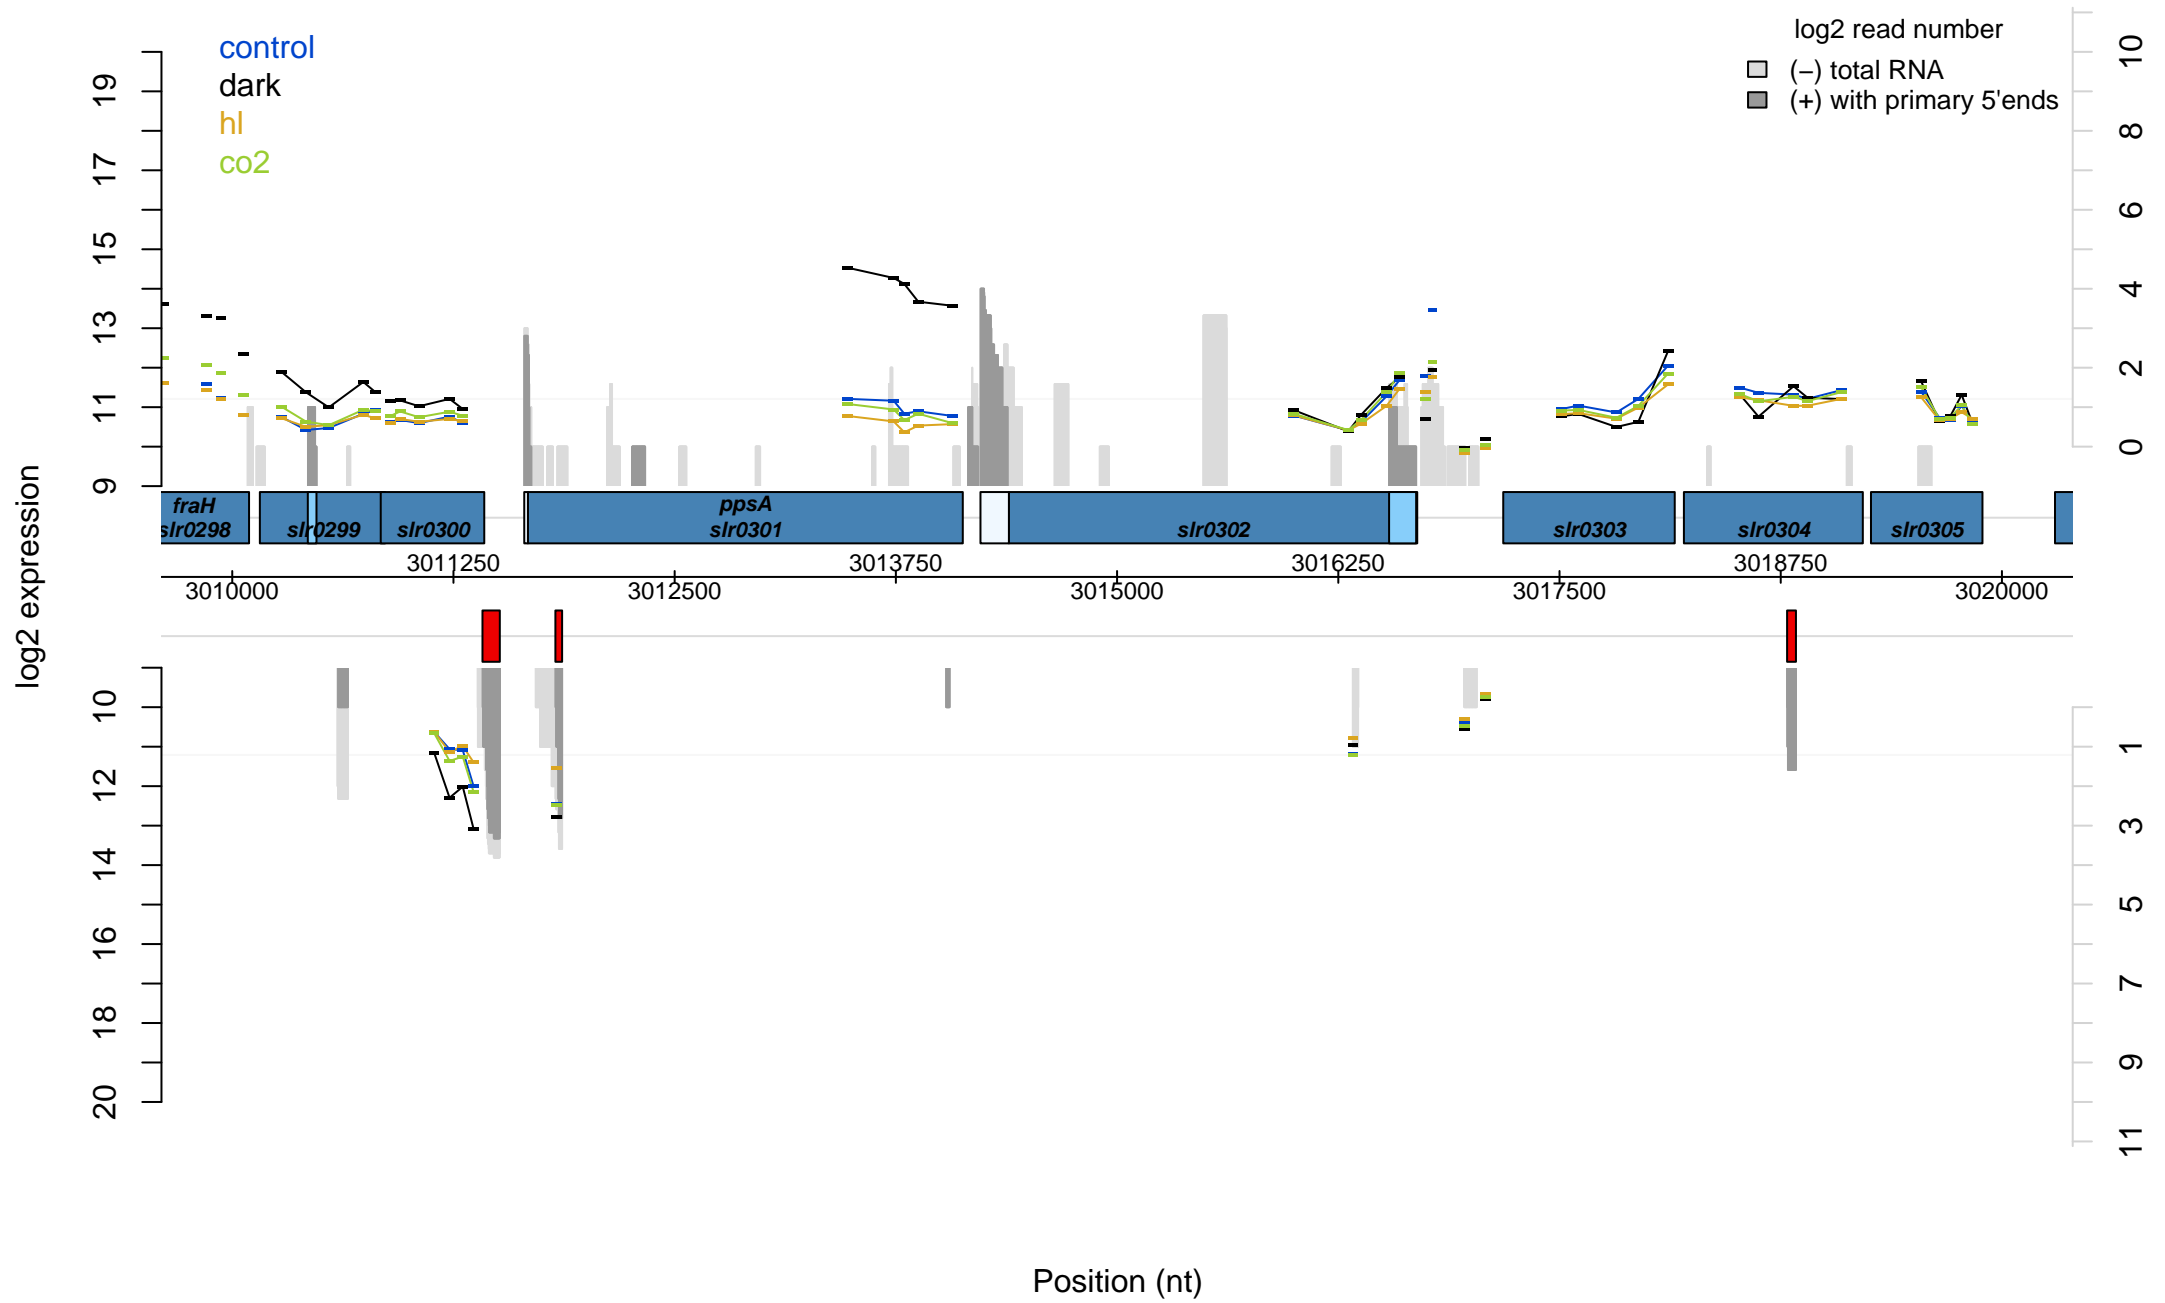 control
dark
hl
co2
log2 read number
(−) total RNA
(+) with primary 5'ends
19
17
15
13
11
9
10
8
6
4
2
0
log2 expression
fraH
slr0298
slr0299
slr0300
ppsA
slr0301
slr0302
slr0303
slr0304
slr0305
3011250
3013750
3016250
3018750
3010000
3012500
3015000
3017500
3020000
10
12
14
16
18
20
1
3
5
7
9
11
Position (nt)